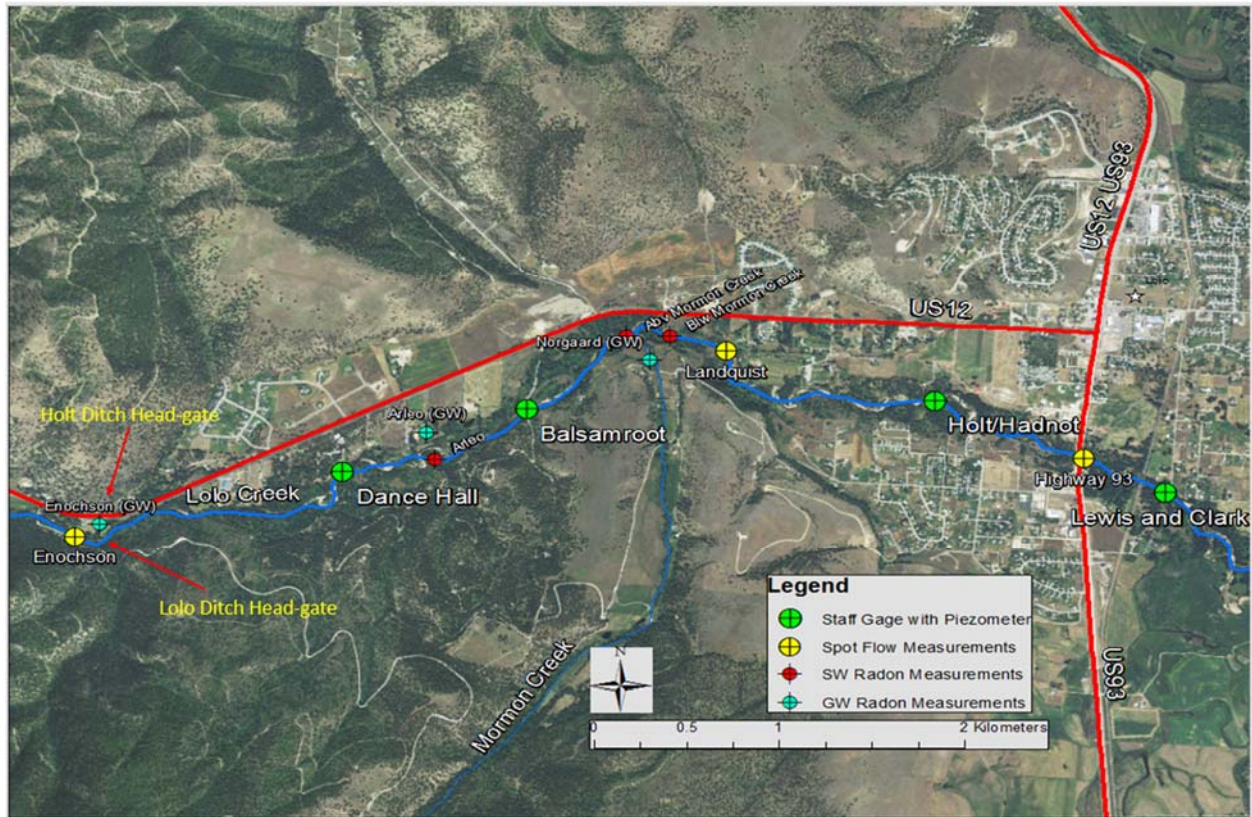 US12 US93
Abv Mormon Creek
Blw Mormon Creek
US12
Norgaard (GW)
Landquist
Holt Ditch Head-gate
Arleo (GW)
Arleo
Balsamroot
Holt/Hadnot
Enochson (GW)
Lolo Creek
Dance Hall
Highway 93
Lewis and Clark
Enochson
Lolo Ditch Head-gate
Mormon Creek
US93
Legend
Staff Gage with Piezometer
Spot Flow Measurements
SW Radon Measurements
GW Radon Measurements
N
0 0.5 1 2 Kilometers